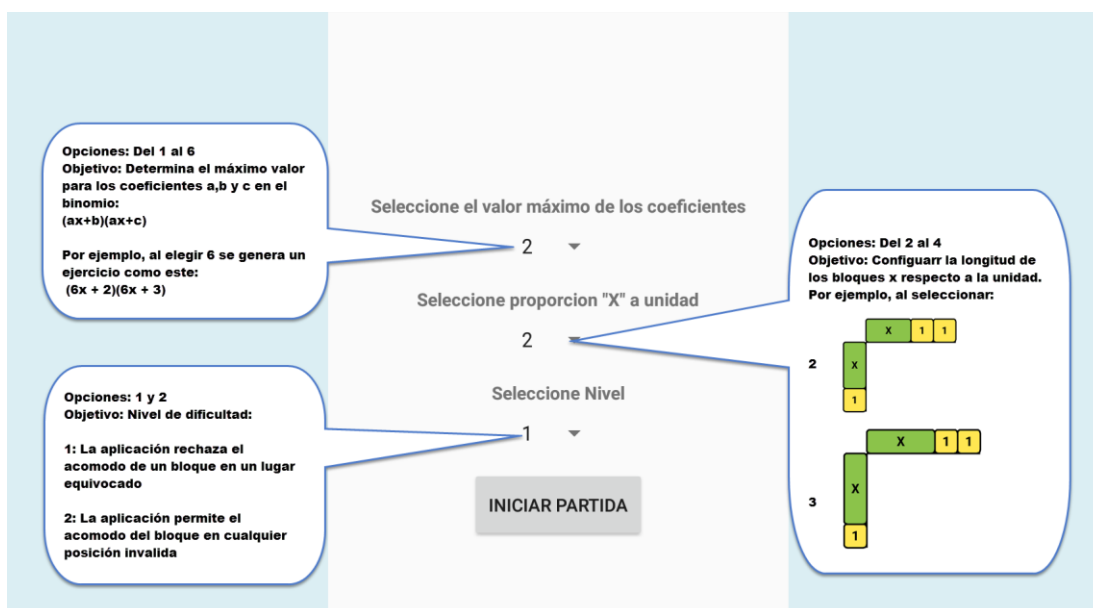 Opciones: Del 1 al 6
Objetivo: Determina el máximo valor
para los coeficientes a,b y c en el
binomio:
(ax+b)(ax+c)
Por ejemplo, al elegir 6 se genera un
ejercicio como este:
(6x + 2)(6x + 3)
Seleccione el valor máximo de los coeficientes
2
Seleccione proporcion "X" a unidad
2
Seleccione Nivel
1
INICIAR PARTIDA
Opciones: 1 y 2
Objetivo: Nivel de dificultad:
1: La aplicación rechaza el
acomodo de un bloque en un lugar
equivocado
2: La aplicación permite el
acomodo del bloque en cualquier
posición invalida
Opciones: Del 2 al 4
Objetivo: Configuarr la longitud de
los bloques x respecto a la unidad.
Por ejemplo, al seleccionar:
X 1 1
2 X
1
X 1 1
X
3
1